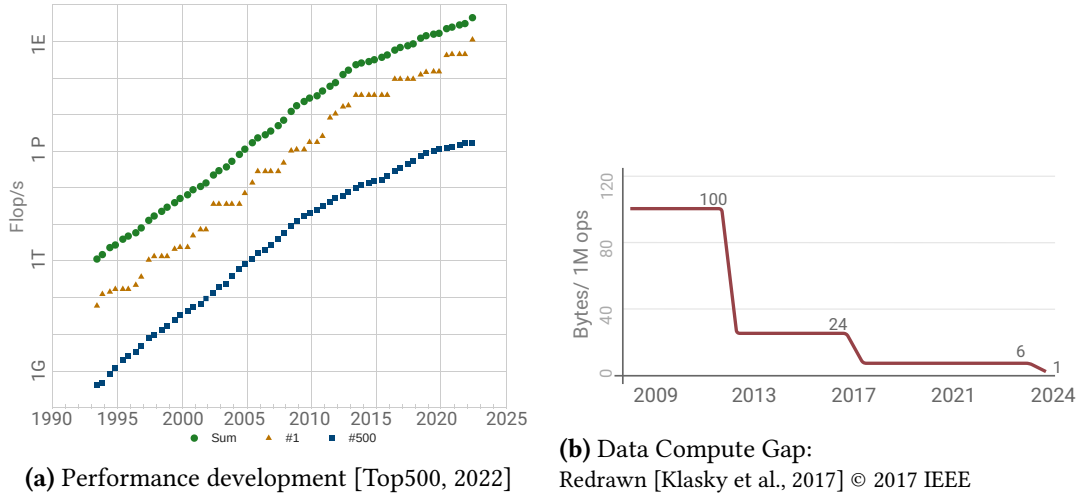 1E
1P
1T
1G
Flop/s
1990 1995 2000 2005 2010 2015 2020 2025
Sum #1 #500
(a) Performance development [Top500, 2022]
120
80
40
0
Bytes/ 1M ops
100
24
6
1
2009 2013 2017 2021 2024
(b) Data Compute Gap:
Redrawn [Klasky et al., 2017] © 2017 IEEE